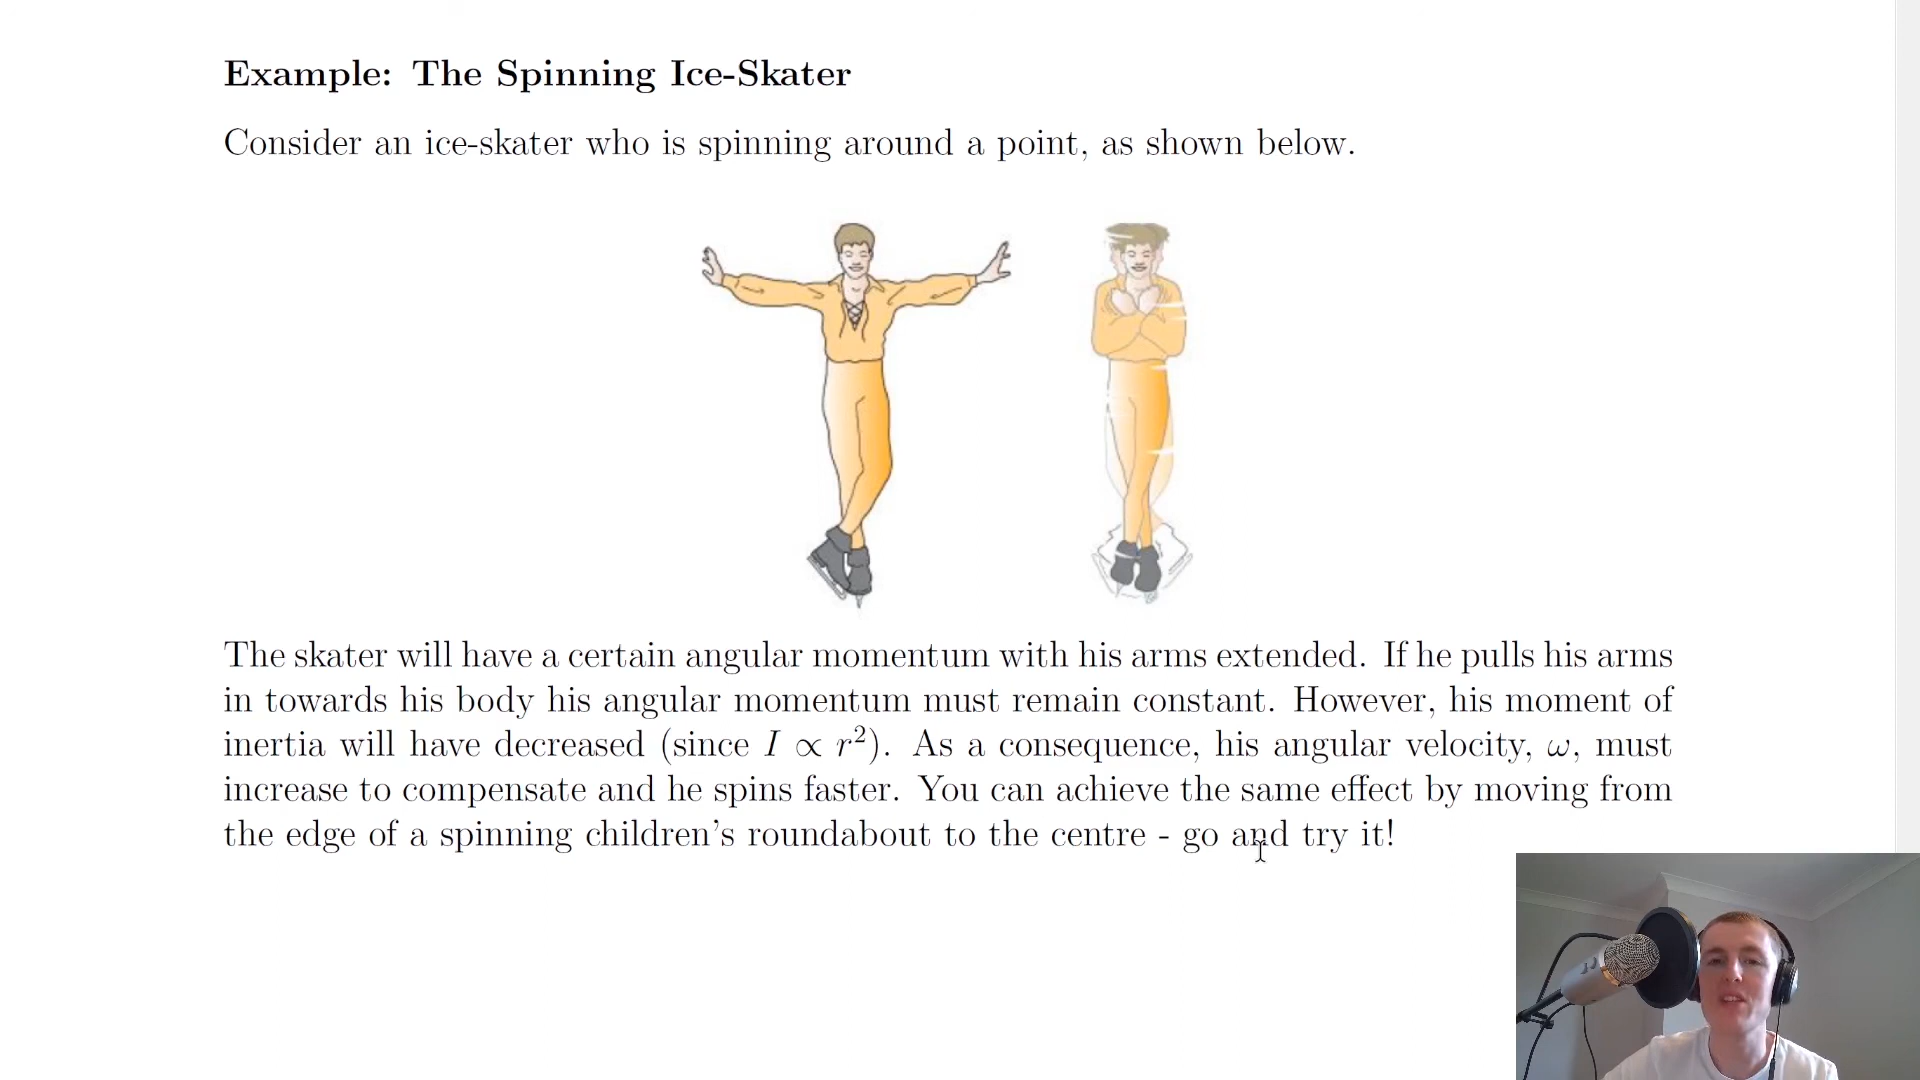 Example: The Spinning Ice-Skater
Consider an ice-skater who is spinning around a point, as shown below.
The skater will have a certain angular momentum with his arms extended. If he pulls his arms
in towards his body his angular momentum must remain constant. However, his moment of
inertia will have decreased (since I ∝ r²). As a consequence, his angular velocity, ω, must
increase to compensate and he spins faster. You can achieve the same effect by moving from
the edge of a spinning children's roundabout to the centre - go and try it!